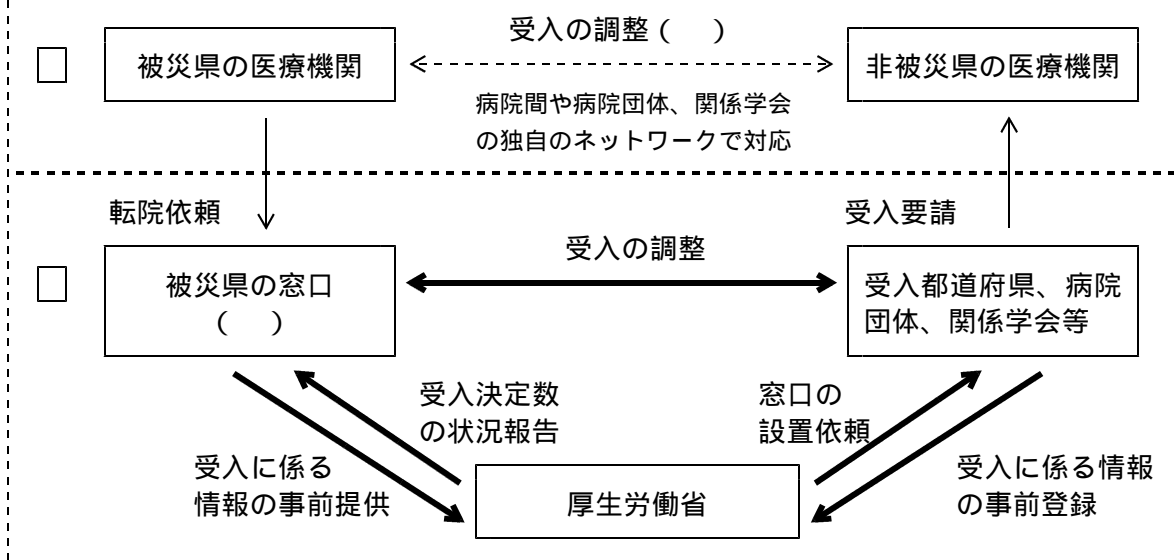 受入の調整（　）
□
被災県の医療機関
非被災県の医療機関
病院間や病院団体、関係学会
の独自のネットワークで対応
転院依頼
受入要請
受入の調整
□
被災県の窓口
（　）
受入都道府県、病院
団体、関係学会等
受入決定数
の状況報告
窓口の
設置依頼
受入に係る
情報の事前提供
厚生労働省
受入に係る情報
の事前登録